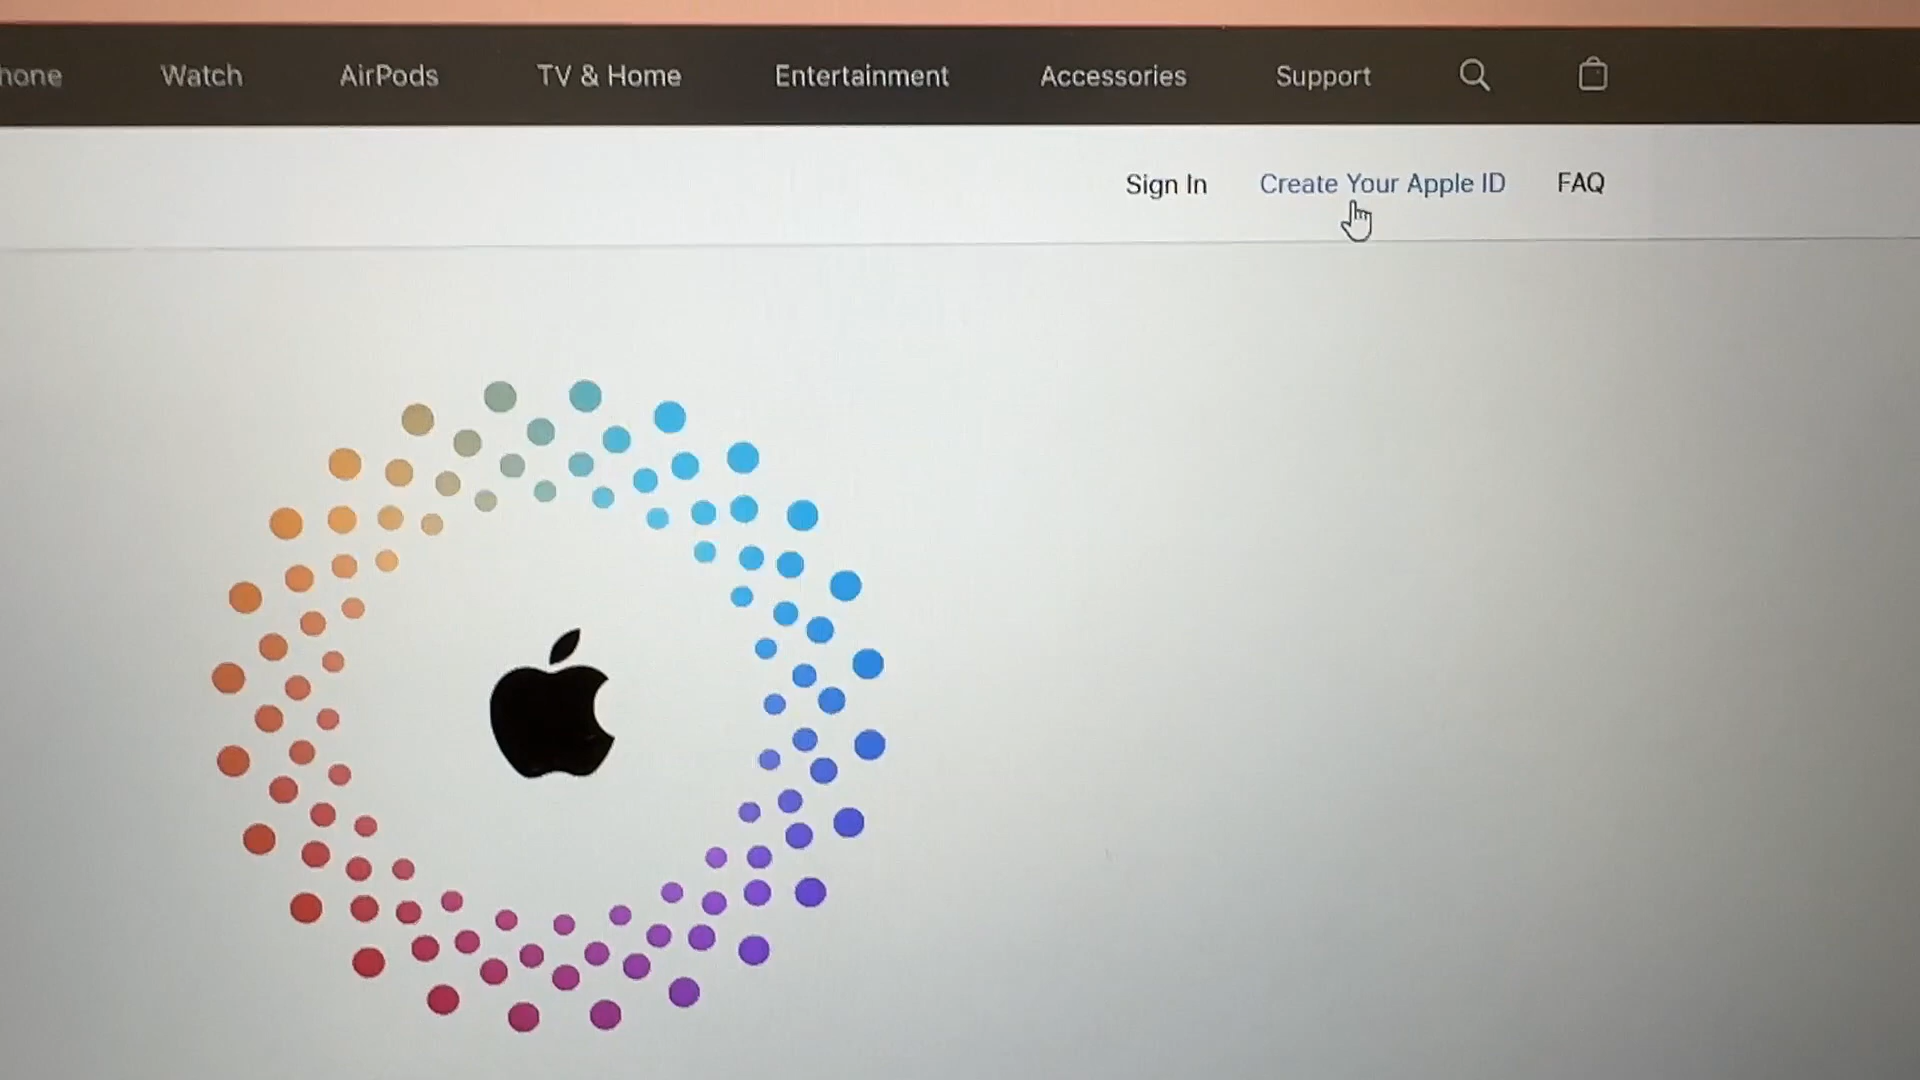 hone Watch AirPods TV & Home Entertainment Accessories Support
Sign In Create Your Apple ID FAQ